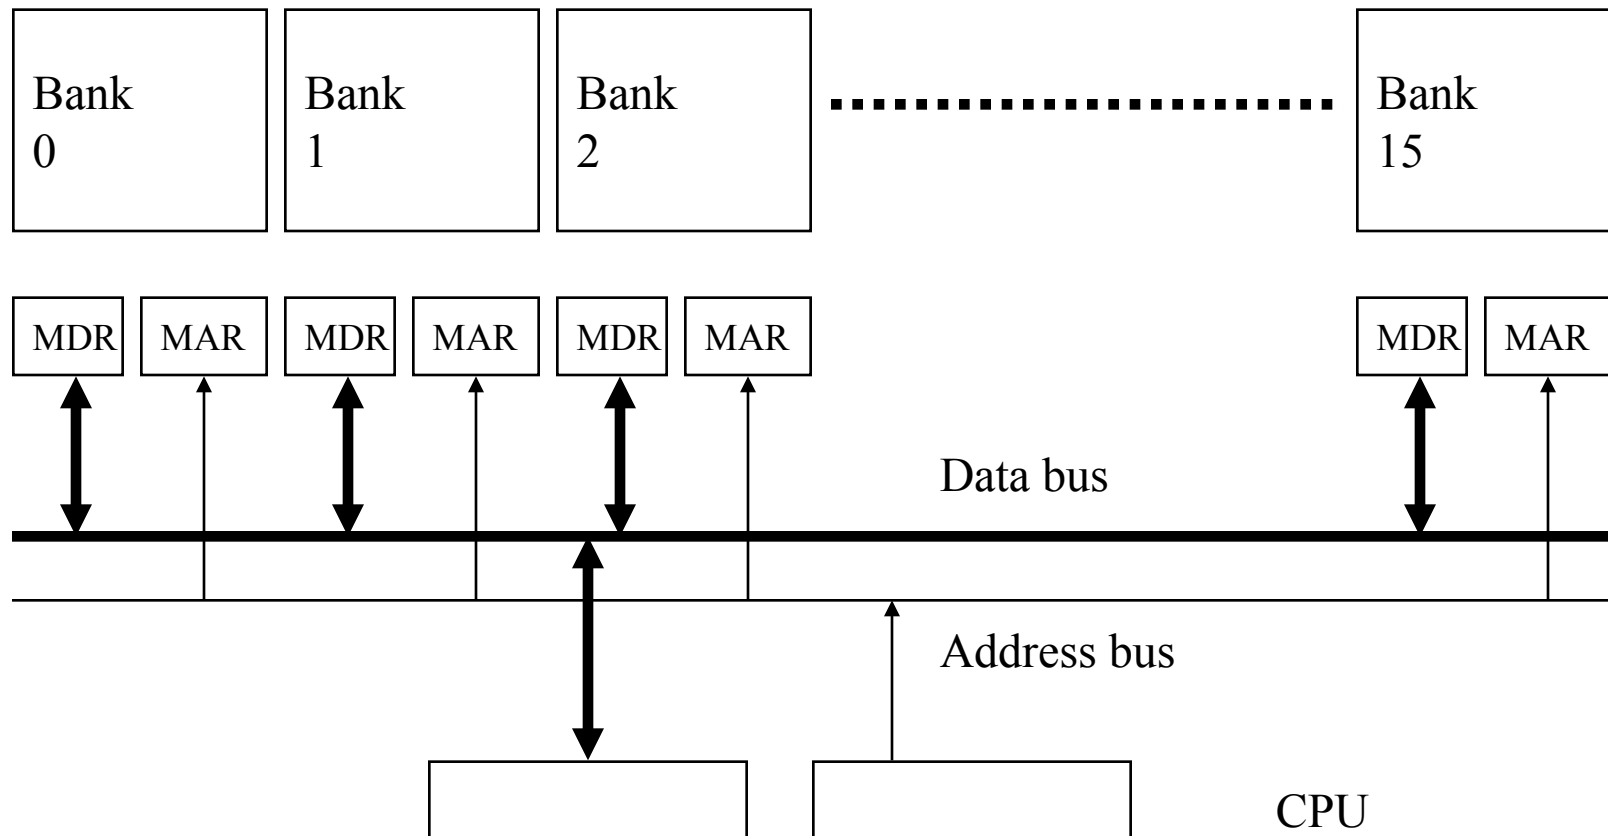 Bank
0
Bank
1
Bank
2
Bank
15
MDR
MAR
MDR
MAR
MDR
MAR
MDR
MAR
Data bus
Address bus
CPU